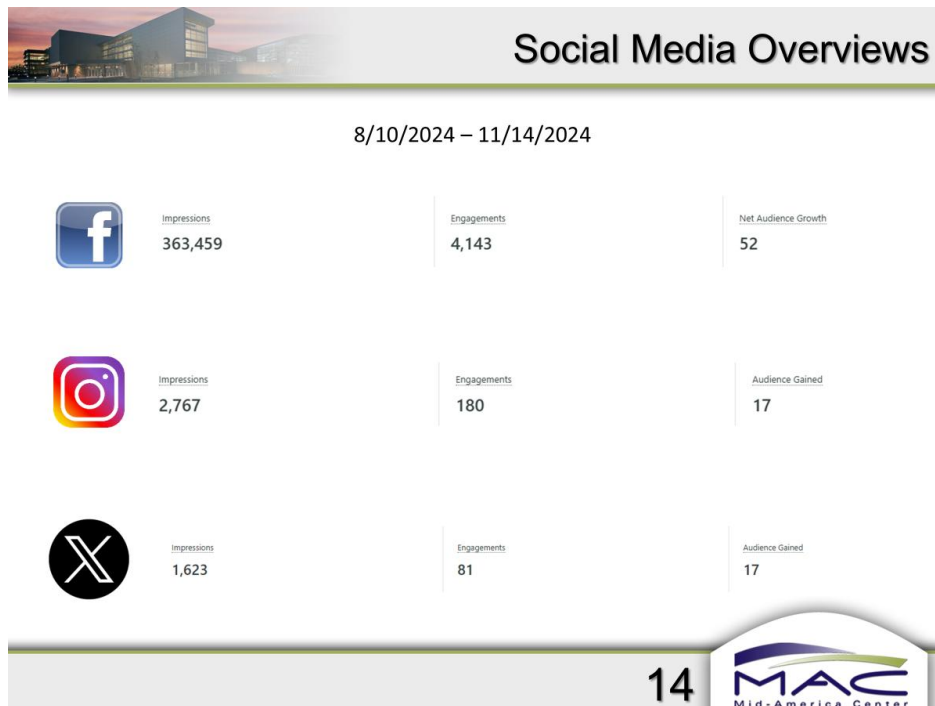 Social Media Overviews
8/10/2024 – 11/14/2024
Impressions Engagements Net Audience Growth
363,459 4,143 52
Impressions Engagements Audience Gained
2,767 180 17
Impressions Engagements Audience Gained
1,623 81 17
14
MAC
Mid-America Center